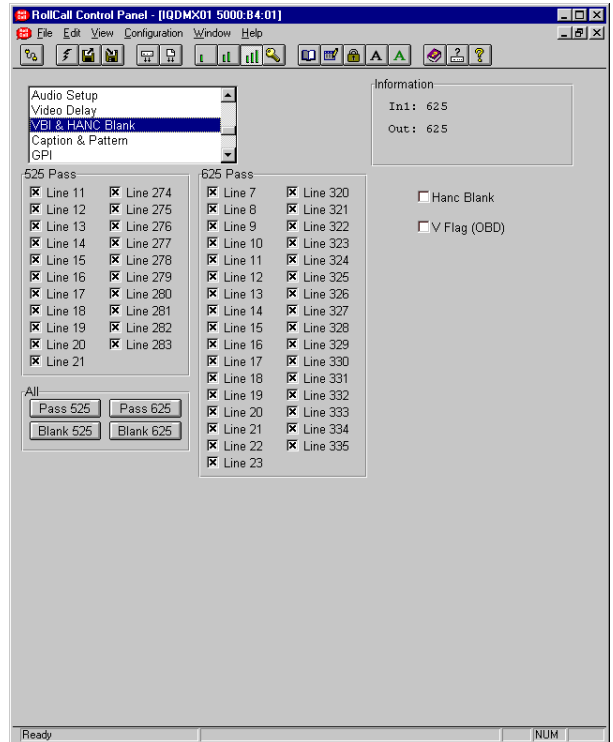 RollCall Control Panel - [IQDMX01 5000:B4:01]
File Edit View Configuration Window Help
A A
Audio Setup
Video Delay
VBI & HANC Blank
Caption & Pattern
GPI
Information
In1: 625
Out: 625
525 Pass
Line 11 Line 274
Line 12 Line 275
Line 13 Line 276
Line 14 Line 277
Line 15 Line 278
Line 16 Line 279
Line 17 Line 280
Line 18 Line 281
Line 19 Line 282
Line 20 Line 283
Line 21
All
Pass 525 Pass 625
Blank 525 Blank 625
625 Pass
Line 7 Line 320
Line 8 Line 321
Line 9 Line 322
Line 10 Line 323
Line 11 Line 324
Line 12 Line 325
Line 13 Line 326
Line 14 Line 327
Line 15 Line 328
Line 16 Line 329
Line 17 Line 330
Line 18 Line 331
Line 19 Line 332
Line 20 Line 333
Line 21 Line 334
Line 22 Line 335
Line 23
Hanc Blank
V Flag (OBD)
Ready
NUM